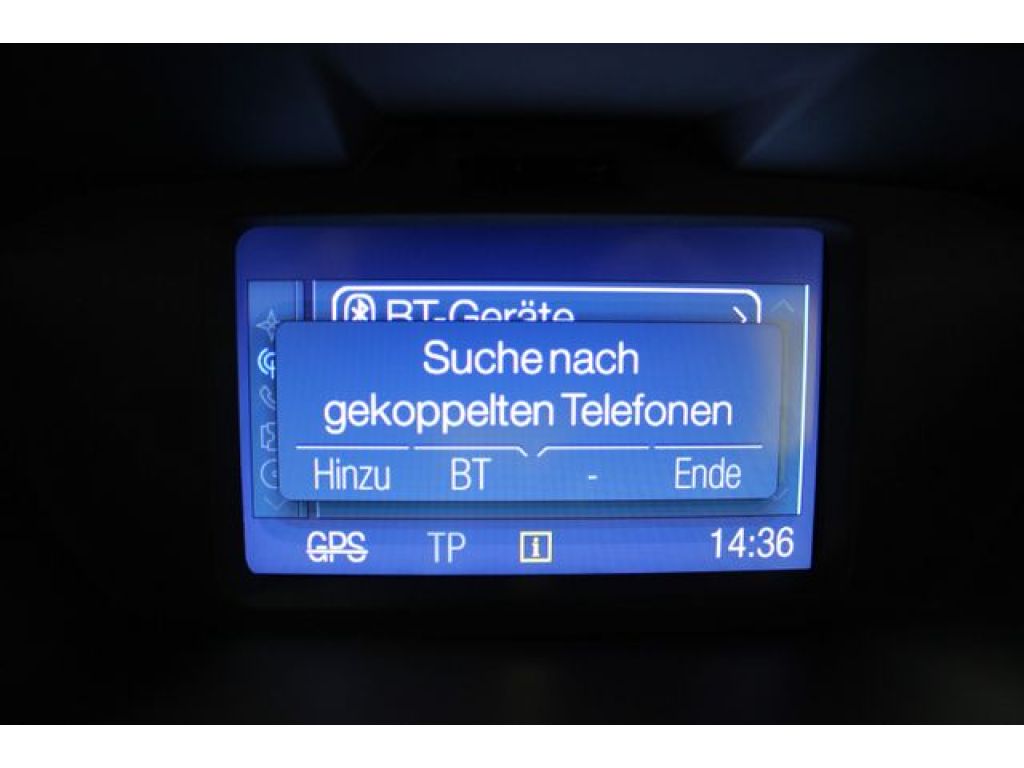 BT-Geräte
Suche nach
gekoppelten Telefonen
Hinzu BT - Ende
GPS TP i 14:36